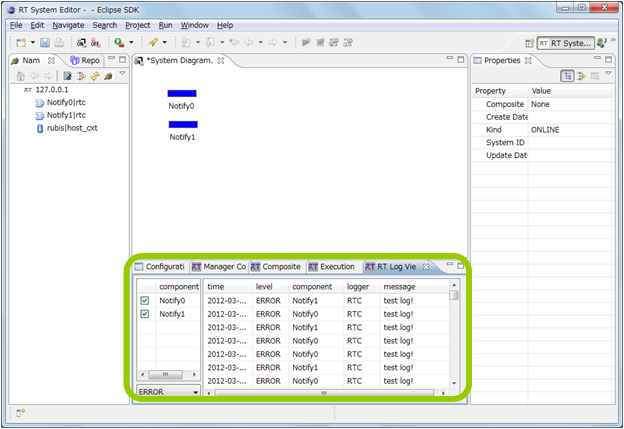 RT System Editor - - Eclipse SDK
File Edit Navigate Search Project Run Window Help
RT Syste...
Nam
Repo
*System Diagram.
Properties
127.0.0.1
Notify0|rtc
Notify1|rtc
rubis|host_cxt
Notify0
Notify1
Property Value
Composite None
Create Date
Kind ONLINE
System ID
Update Dat
Configurati
RT Manager Co
RT Composite
RT Execution
RT RT Log Vie
component
Notify0
Notify1
ERROR
time level component logger message
2012-03-... ERROR Notify1 RTC test log!
2012-03-... ERROR Notify0 RTC test log!
2012-03-... ERROR Notify1 RTC test log!
2012-03-... ERROR Notify0 RTC test log!
2012-03-... ERROR Notify0 RTC test log!
2012-03-... ERROR Notify1 RTC test log!
2012-03-... ERROR Notify0 RTC test log!